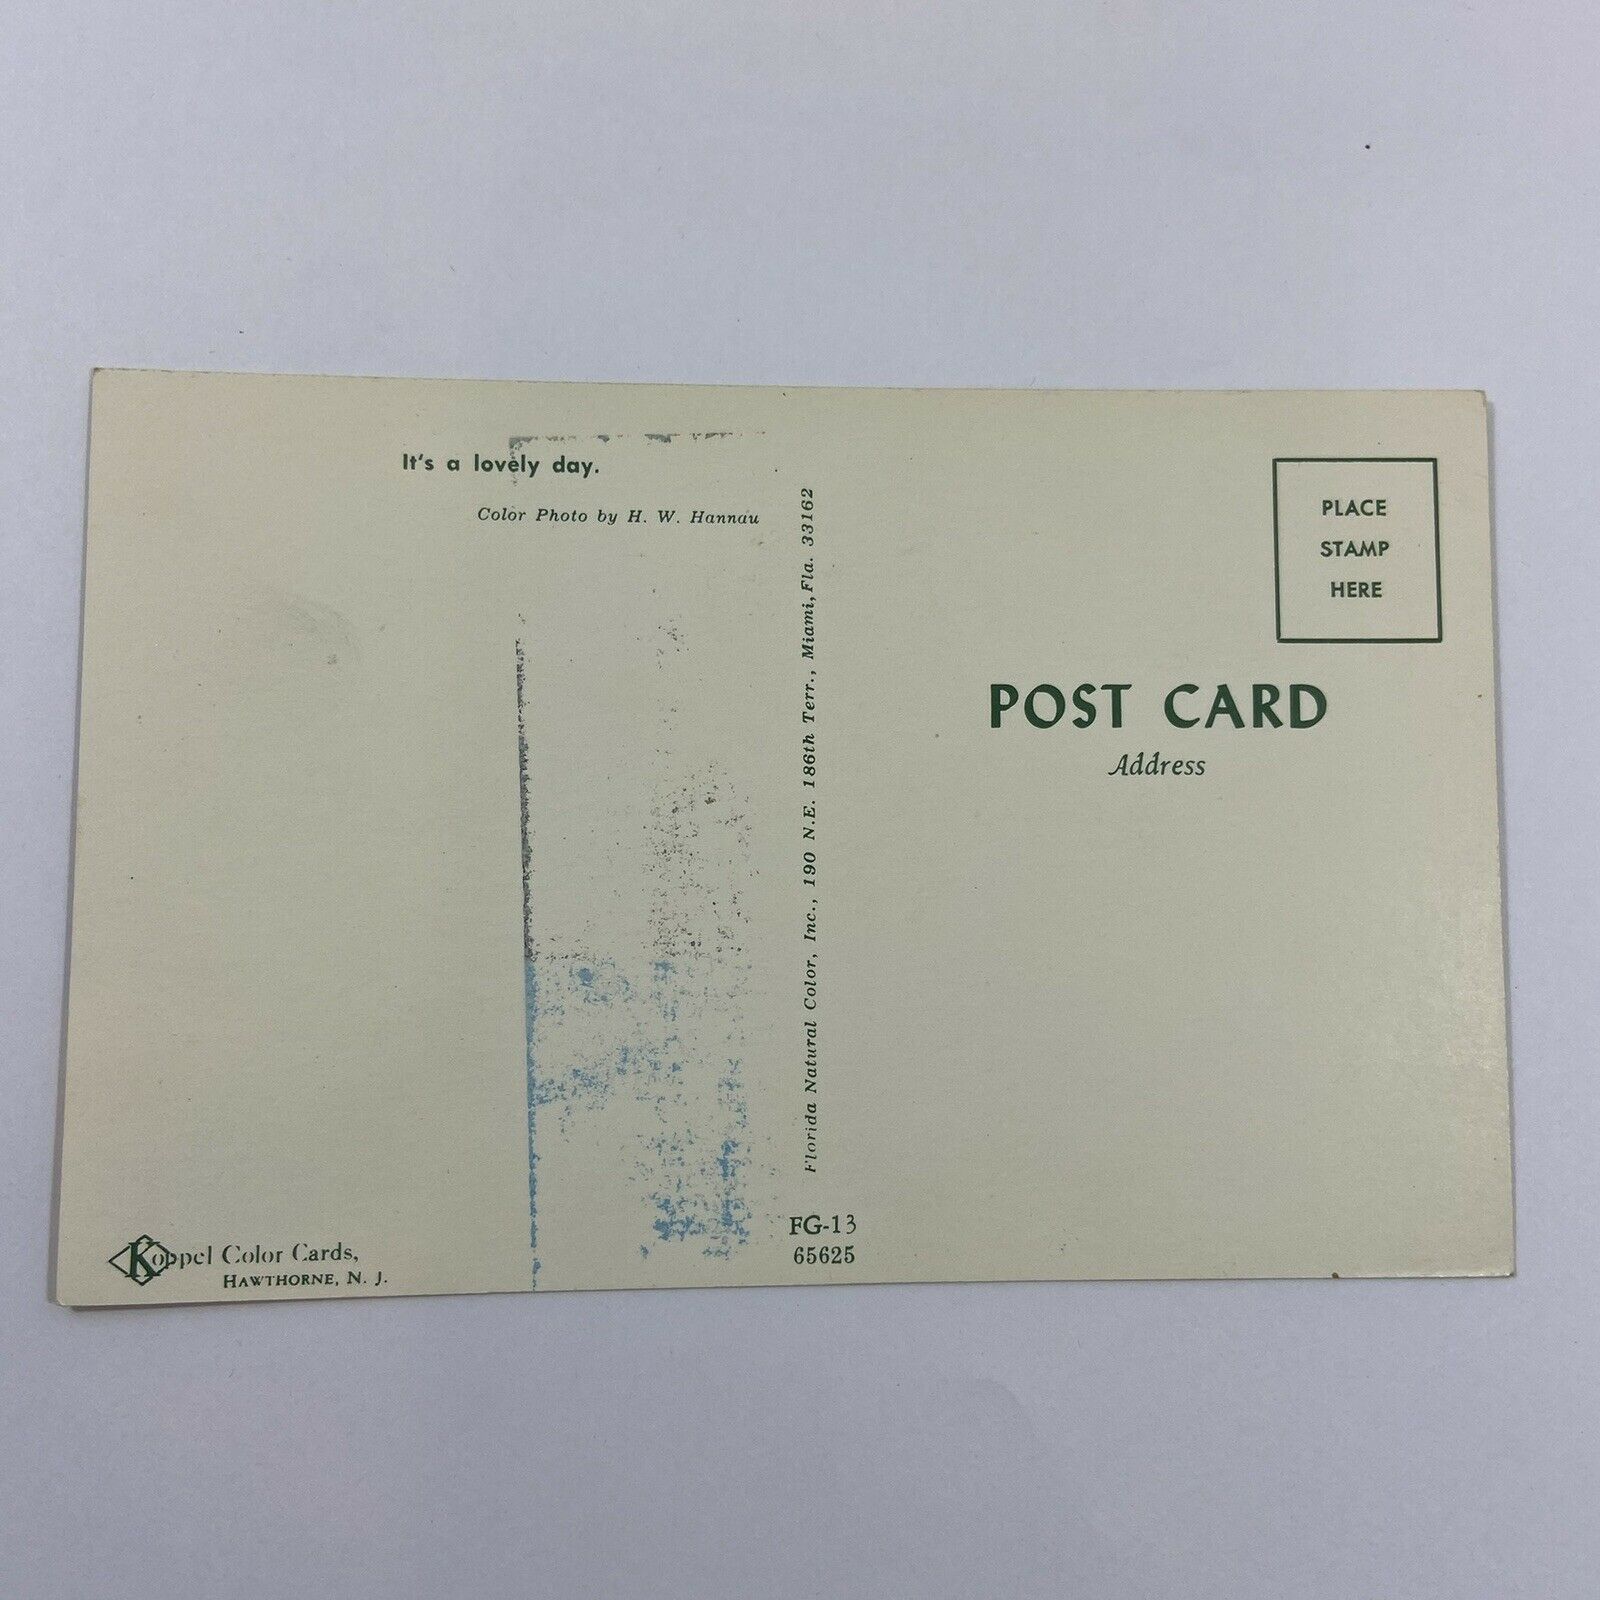 It's a lovely day.
Color Photo by H. W. Hannau
Florida Natural Color, Inc., 190 N.E. 186th Terr., Miami, Fla. 33162
PLACE
STAMP
HERE
POST CARD
Address
Koppel Color Cards,
HAWTHORNE, N. J.
FG-13
65625